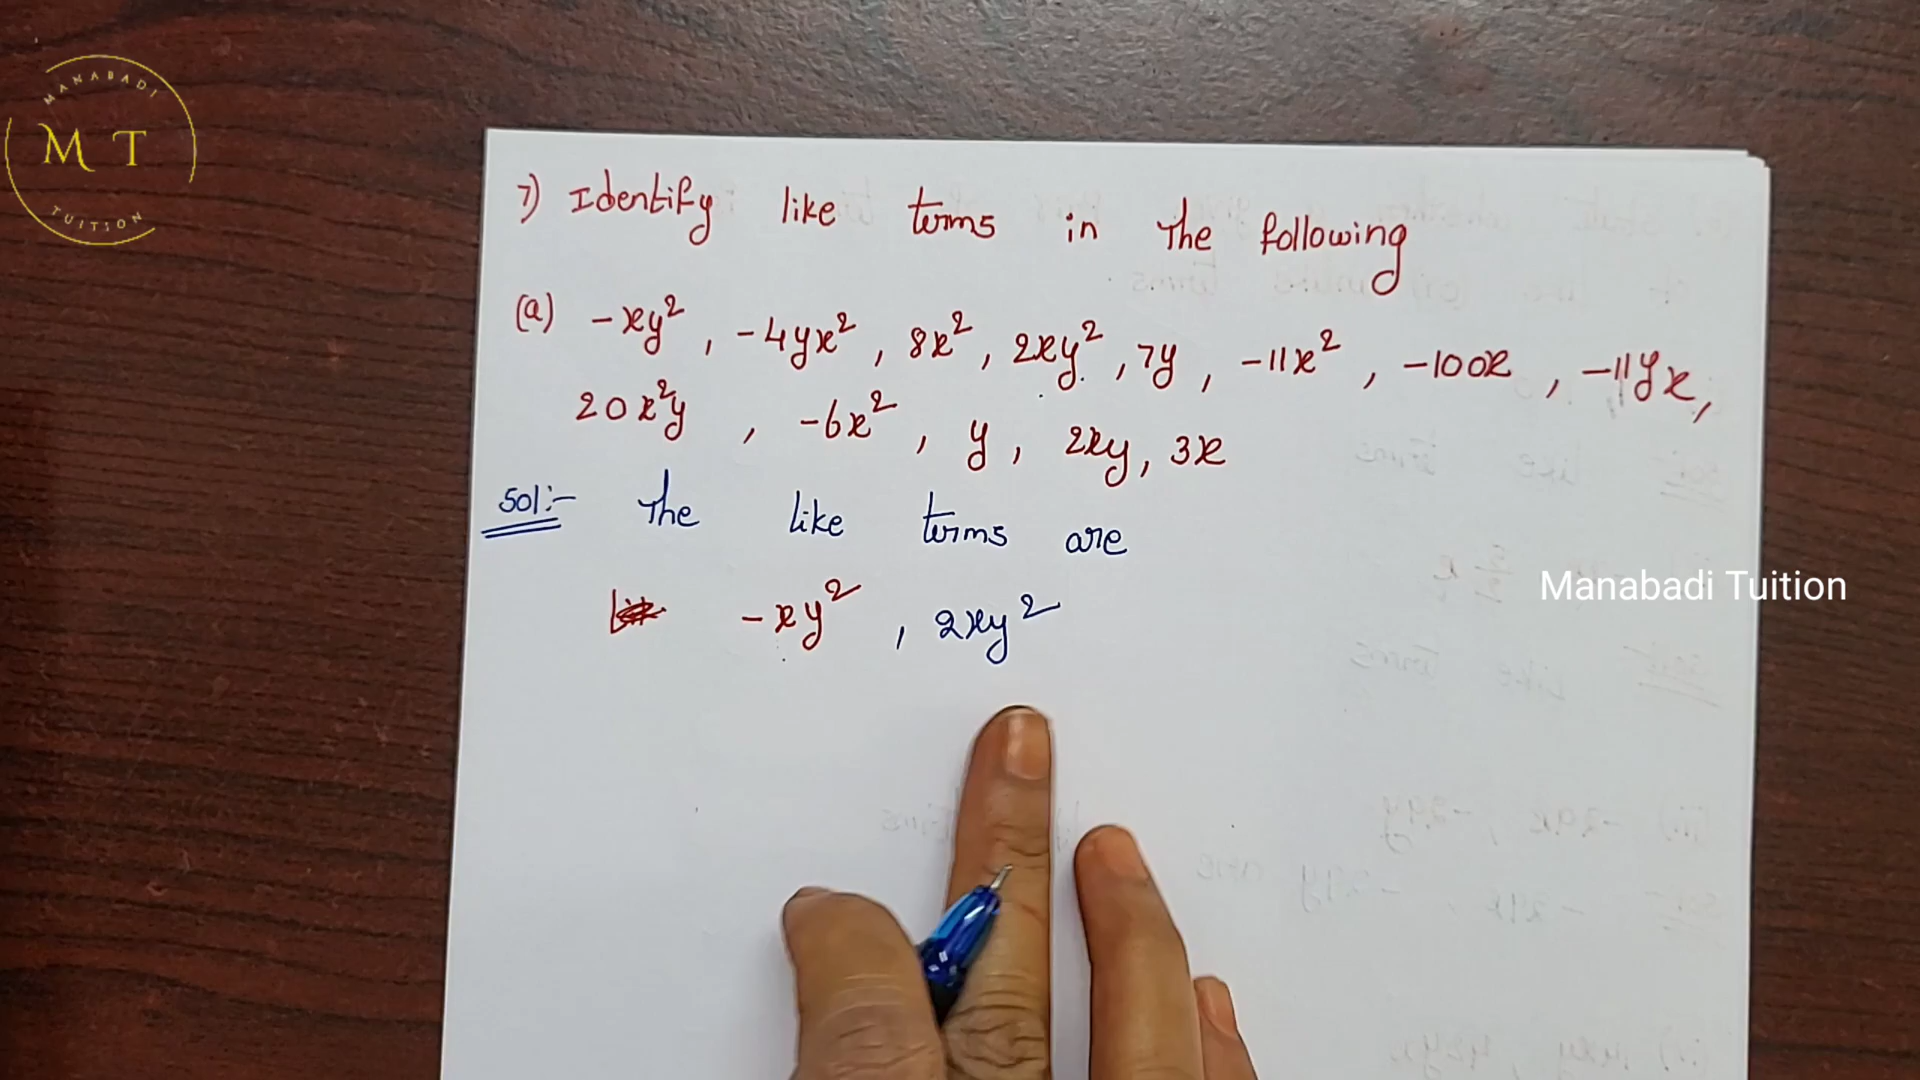 MANABADI
M T
TUITION
7) Identify like terms in the following
(a) -xy², -4yx², 8x², 2xy², 7y, -11x², -100x, -11yx,
20x²y, -6x², y, 2xy, 3x
Sol:- The like terms are
-xy², 2xy²
Manabadi Tuition